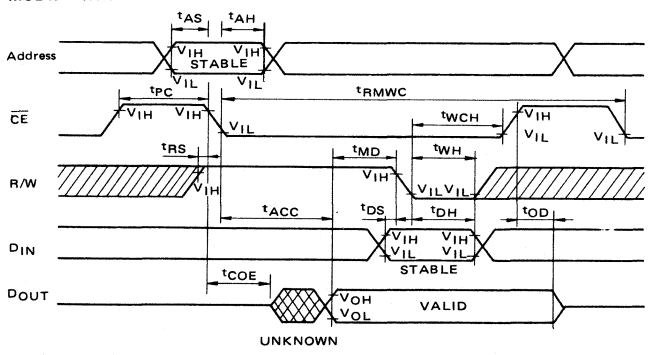 tAS tAH
Address VIH VIH
STABLE
VIL VIL
tPC tRMWC
CE VIH VIH VIL tWCH VIH VIL VIL
tRS tMD tWH
R/W VIH VIH VIL VIL
tACC tDS tDH tOD
DIN VIH VIH
VIL VIL
STABLE
tCOE
DOUT VOH VALID
VOL
UNKNOWN